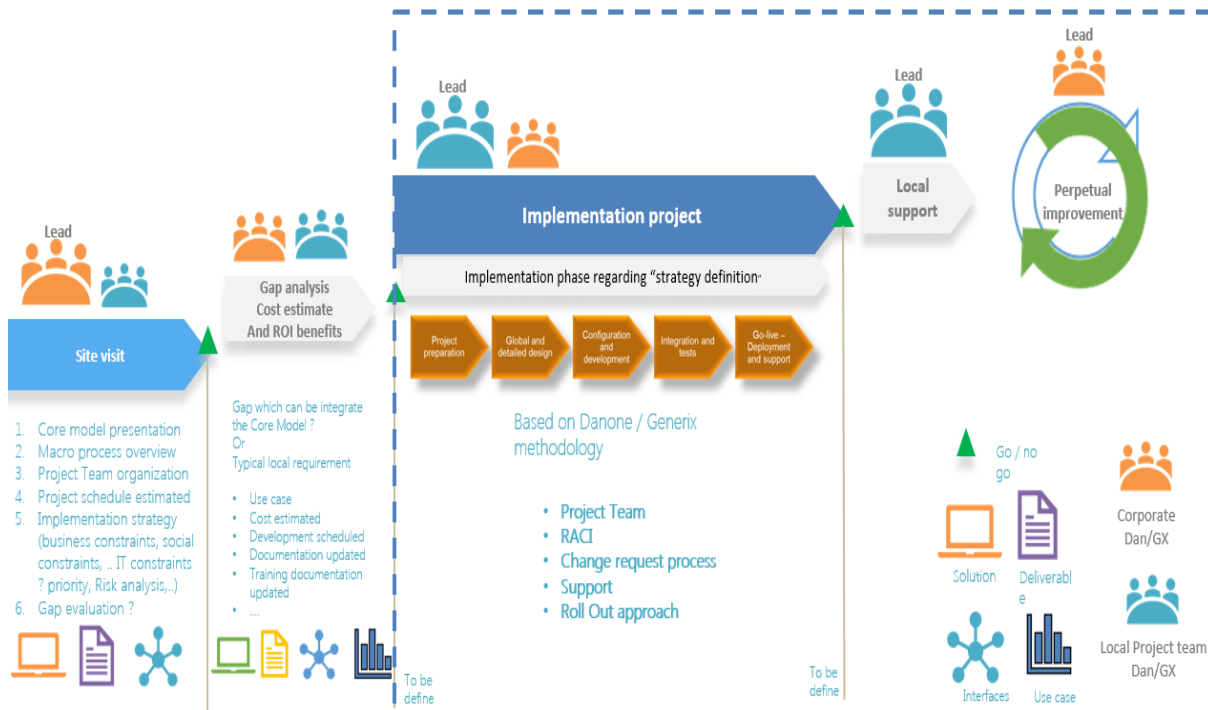 Lead
Site visit
1. Core model presentation
2. Macro process overview
3. Project Team organization
4. Project schedule estimated
5. Implementation strategy
(business constraints, social
constraints, .. IT constraints
? priority, Risk analysis,..)
6. Gap evaluation ?
Gap analysis
Cost estimate
And ROI benefits
Gap which can be integrate
the Core Model ?
Or
Typical local requirement
• Use case
• Cost estimated
• Development scheduled
• Documentation updated
• Training documentation
updated
• ....
Lead
Implementation project
Implementation phase regarding “strategy definition”
Project
preparation
Global and
detailed design
Configuration
and
development
Integration and
tests
Go-live –
Deployment
and support
Based on Danone / Generix
methodology
• Project Team
• RACI
• Change request process
• Support
• Roll Out approach
To be
define
To be
define
Lead
Local
support
Lead
Perpetual
improvement
Go / no
go
Solution
Deliverabl
e
Interfaces
Use case
Corporate
Dan/GX
Local Project team
Dan/GX